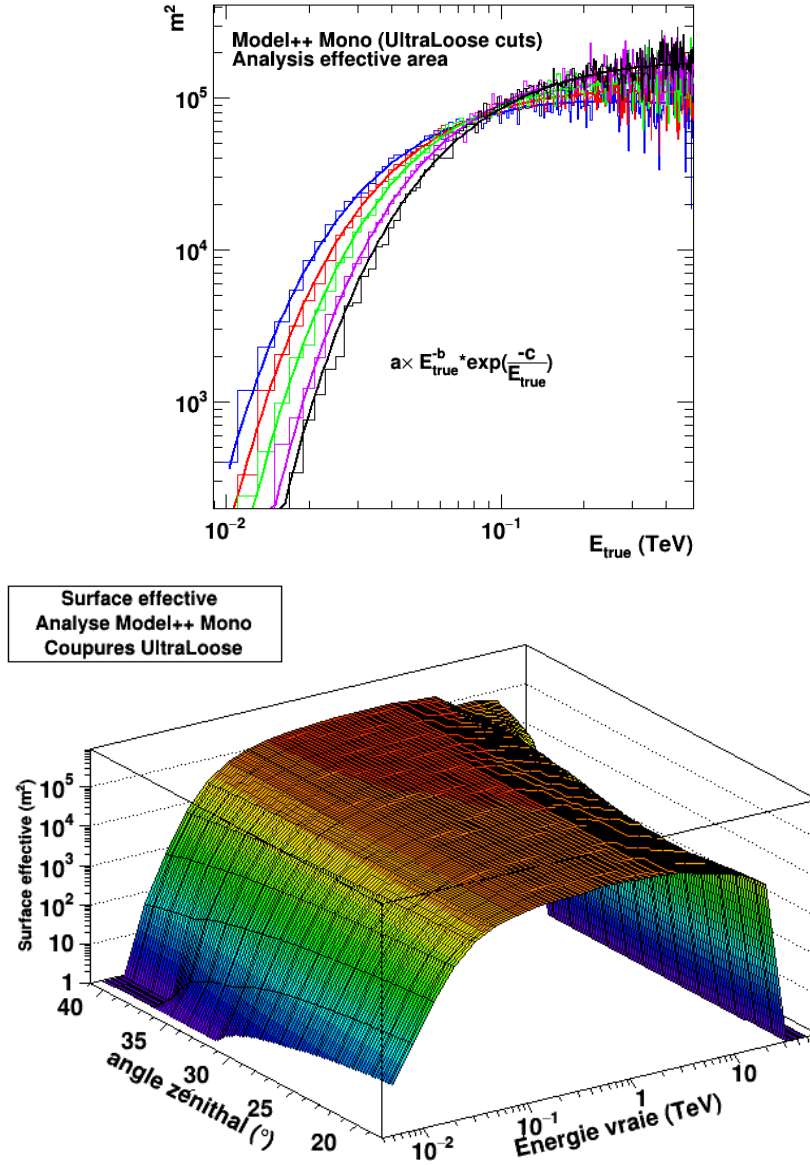 m²
Model++ Mono (UltraLoose cuts)
Analysis effective area
10⁵
10⁴
10³
a× E_true^-b *exp(-c/E_true)
10⁻²
10⁻¹
E_true (TeV)
Surface effective
Analyse Model++ Mono
Coupures UltraLoose
Surface effective (m²)
10⁵
10⁴
10³
10²
10
1
40
35
30
25
20
angle zénithal (°)
10⁻²
10⁻¹
1
10
Energie vraie (TeV)